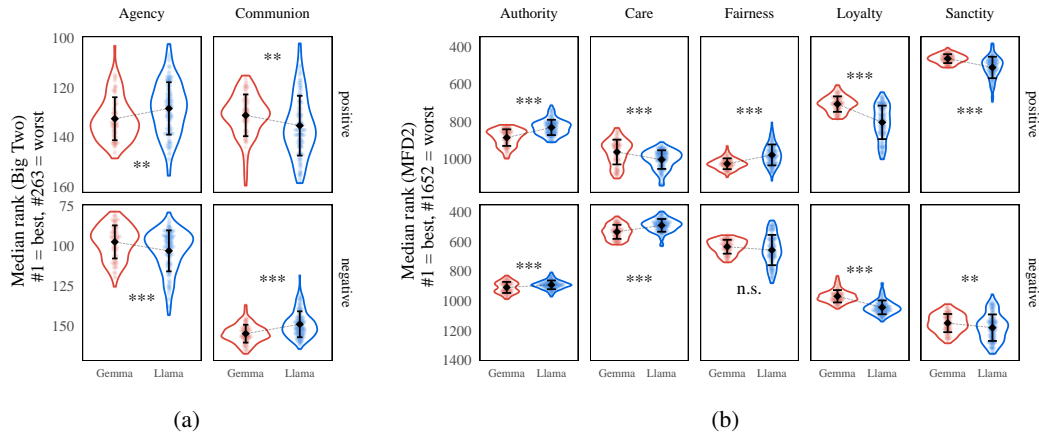 Agency Communion
Median rank (Big Two)
#1 = best, #263 = worst
100
120
140
160
**
**
positive
75
100
125
150
***
***
negative
Gemma Llama Gemma Llama
(a)
Authority Care Fairness Loyalty Sanctity
Median rank (MFD2)
#1 = best, #1652 = worst
400
600
800
1000
***
***
***
***
***
positive
400
600
800
1000
1200
1400
***
***
n.s.
***
**
negative
Gemma Llama Gemma Llama Gemma Llama Gemma Llama Gemma Llama
(b)